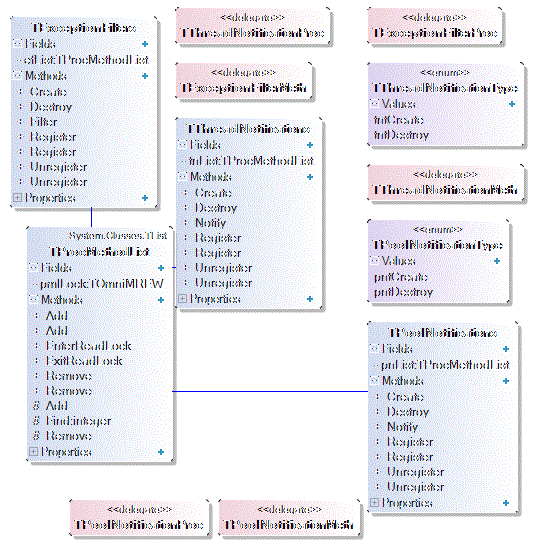 TExceptionFilters
Fields
efList:TProcMethodList
Methods
Create
Destroy
Filter
Register
Register
Unregister
Unregister
Properties
<<delegate>>
TThreadNotificationProc
<<delegate>>
TExceptionFilterProc
<<delegate>>
TExceptionFilterMeth
<<enum>>
TThreadNotificationType
Values
tntCreate
tntDestroy
TThreadNotifications
Fields
tnList:TProcMethodList
Methods
Create
Destroy
Notify
Register
Register
Unregister
Unregister
Properties
<<delegate>>
TThreadNotificationMeth
<<enum>>
TPoolNotificationType
Values
pntCreate
pntDestroy
System.Classes.TList
TProcMethodList
Fields
pmlLock:TOmniMREW
Methods
Add
Add
EnterReadLock
ExitReadLock
Remove
Remove
Add
Find:integer
Remove
Properties
TPoolNotifications
Fields
pnList:TProcMethodList
Methods
Create
Destroy
Notify
Register
Register
Unregister
Unregister
Properties
<<delegate>>
TPoolNotificationProc
<<delegate>>
TPoolNotificationMeth